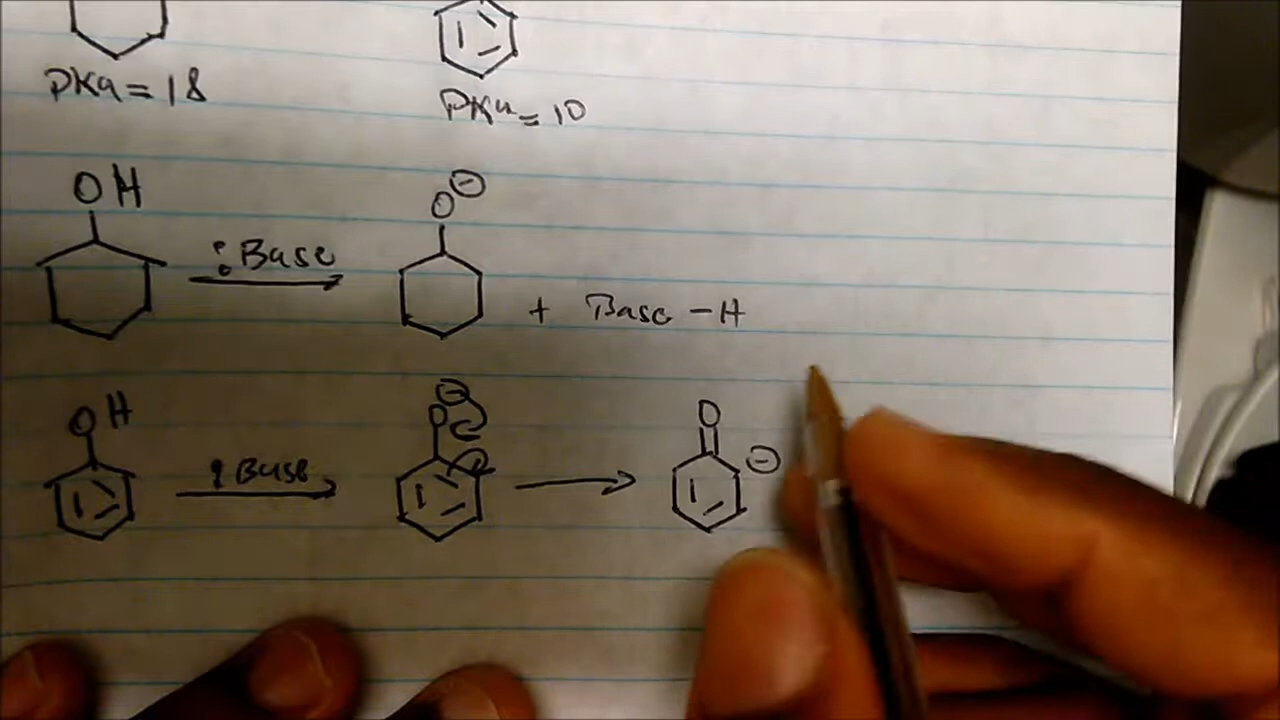 PKa = 18
PKa = 10
OH
O⊖
:Base
+ Base - H
OH
O⊖
:Base
O
⊖